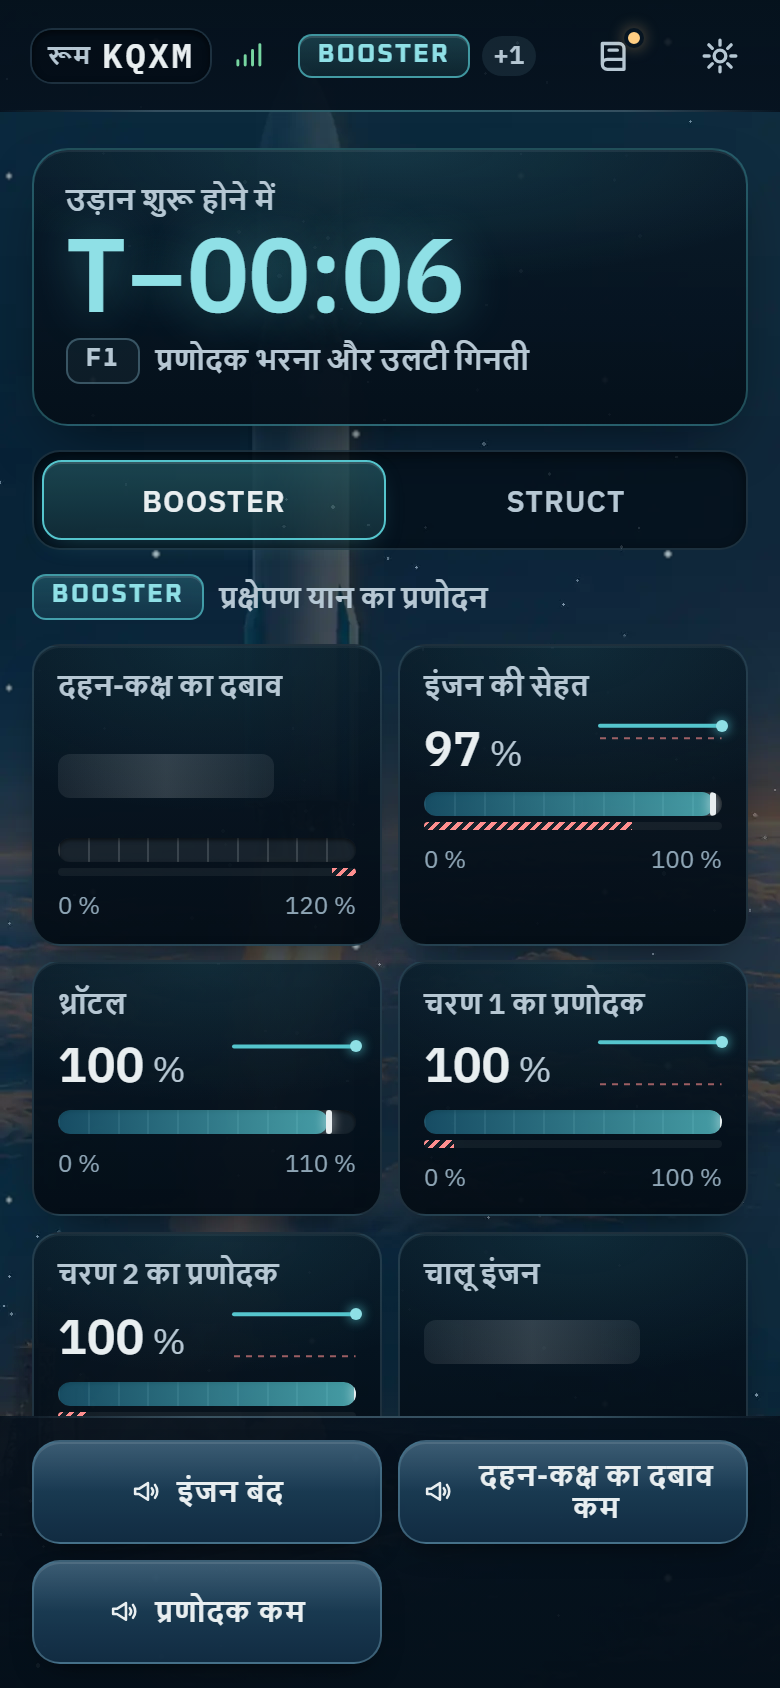 रूम KQXM BOOSTER +1
उड़ान शुरू होने में
T−00:06
F1 प्रणोदक भरना और उलटी गिनती
BOOSTER STRUCT
BOOSTER प्रक्षेपण यान का प्रणोदन
दहन-कक्ष का दबाव
0 % 120 %
इंजन की सेहत
97 %
0 % 100 %
थ्रॉटल
100 %
0 % 110 %
चरण 1 का प्रणोदक
100 %
0 % 100 %
चरण 2 का प्रणोदक
100 %
चालू इंजन
इंजन बंद
दहन-कक्ष का दबाव
कम
प्रणोदक कम